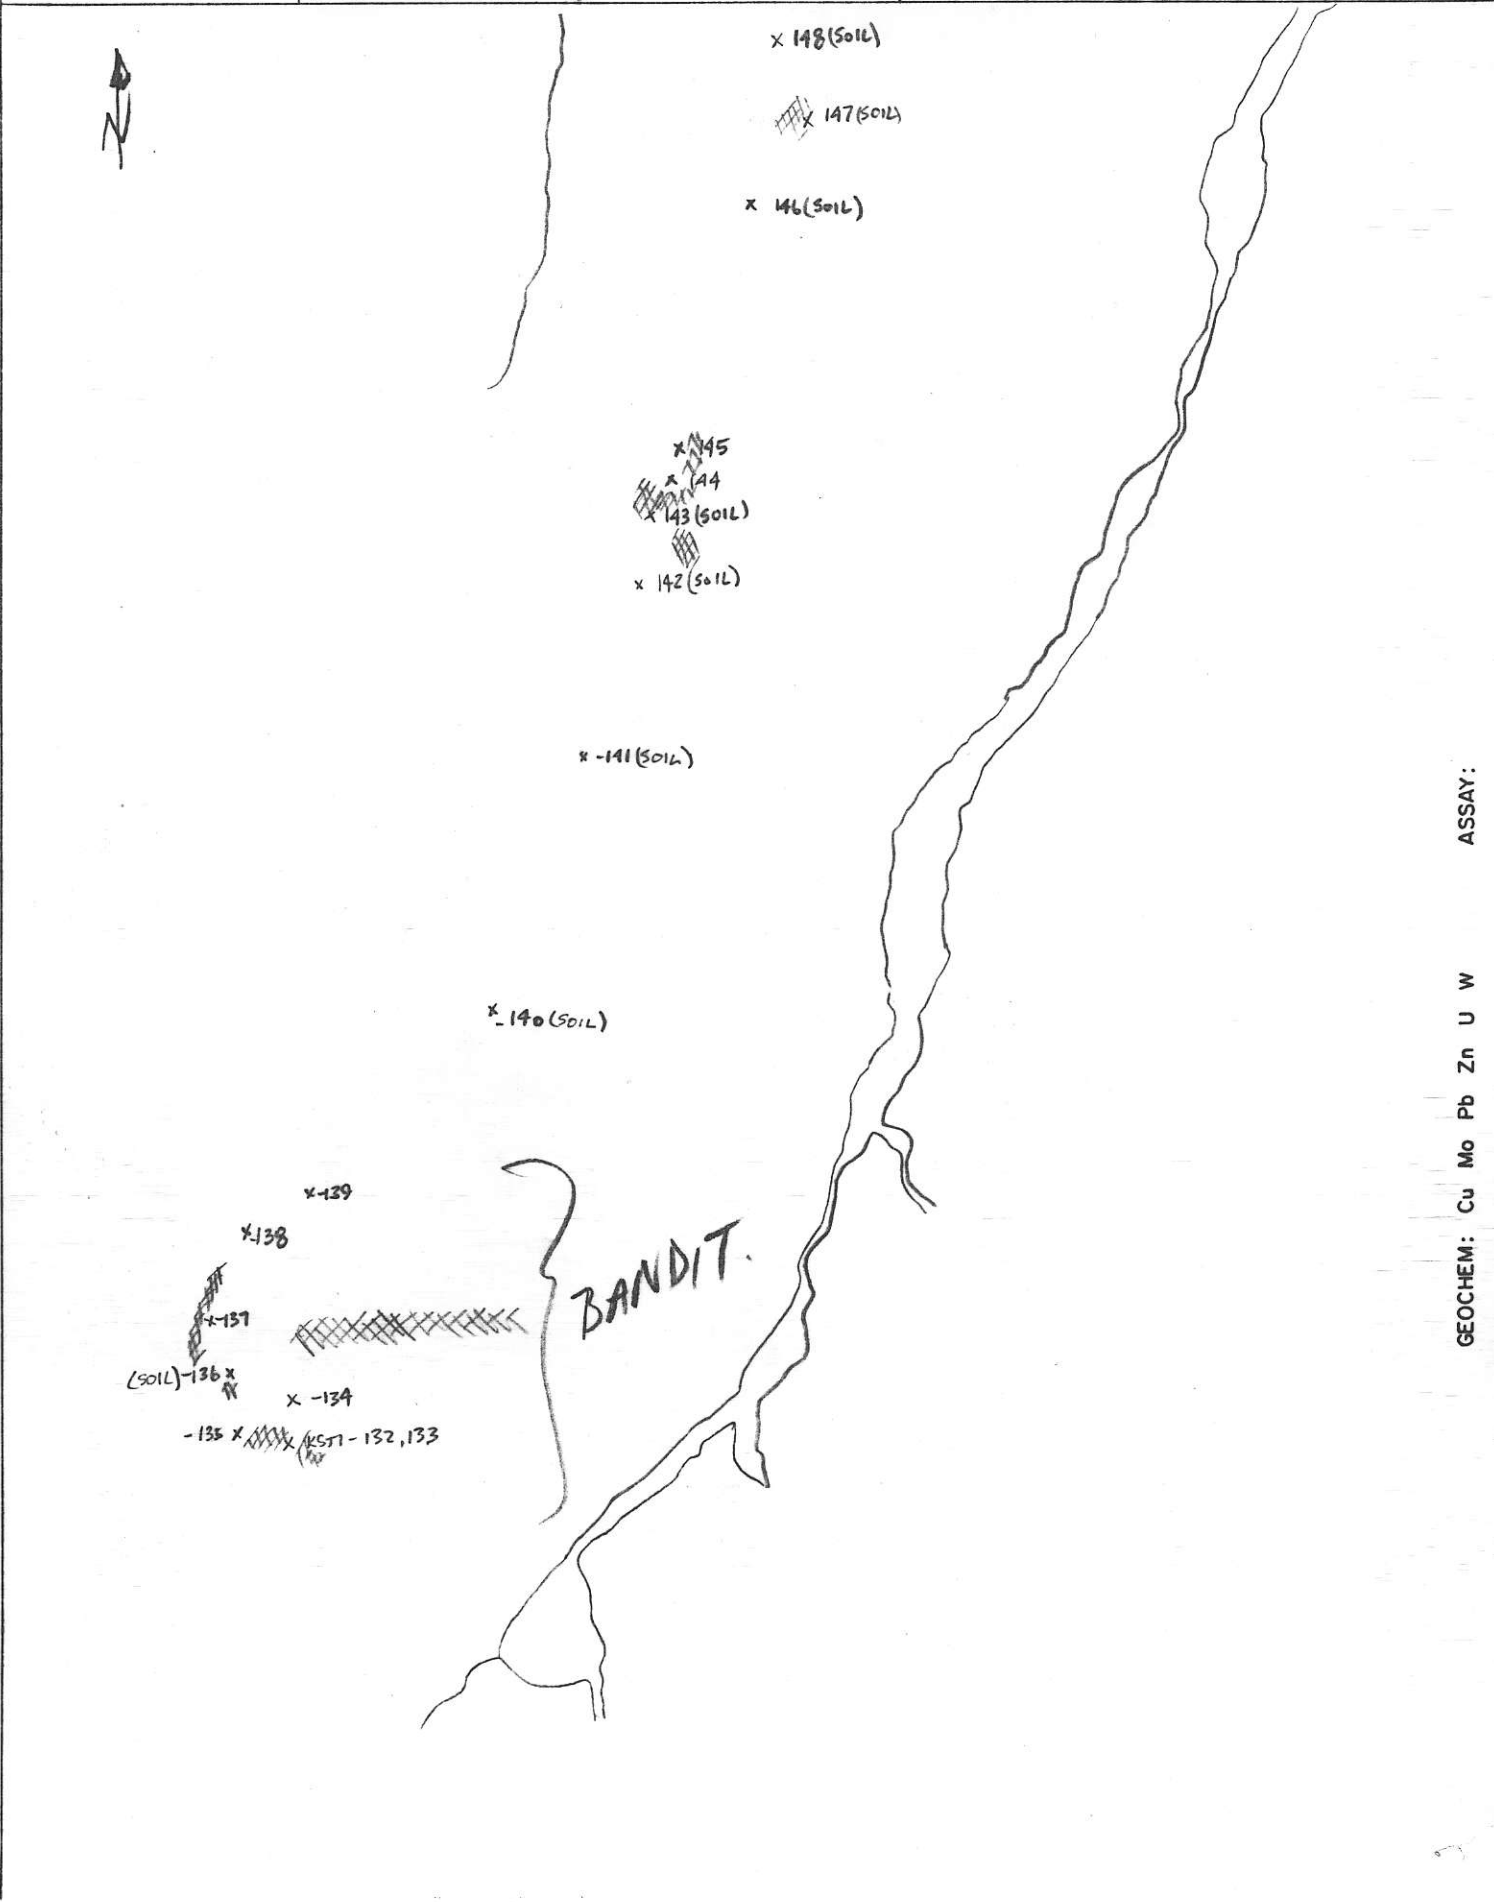 N
x 148 (SOIL)
x 147 (SOIL)
x 146 (SOIL)
x 145
x 144
x 143 (SOIL)
x 142 (SOIL)
x -141 (SOIL)
x -140 (SOIL)
x -139
x -138
x -137
(SOIL) -136 x
x -134
-135 x
x -132, 133
BANDIT.
GEOCHEM: Cu Mo Pb Zn U W ASSAY: